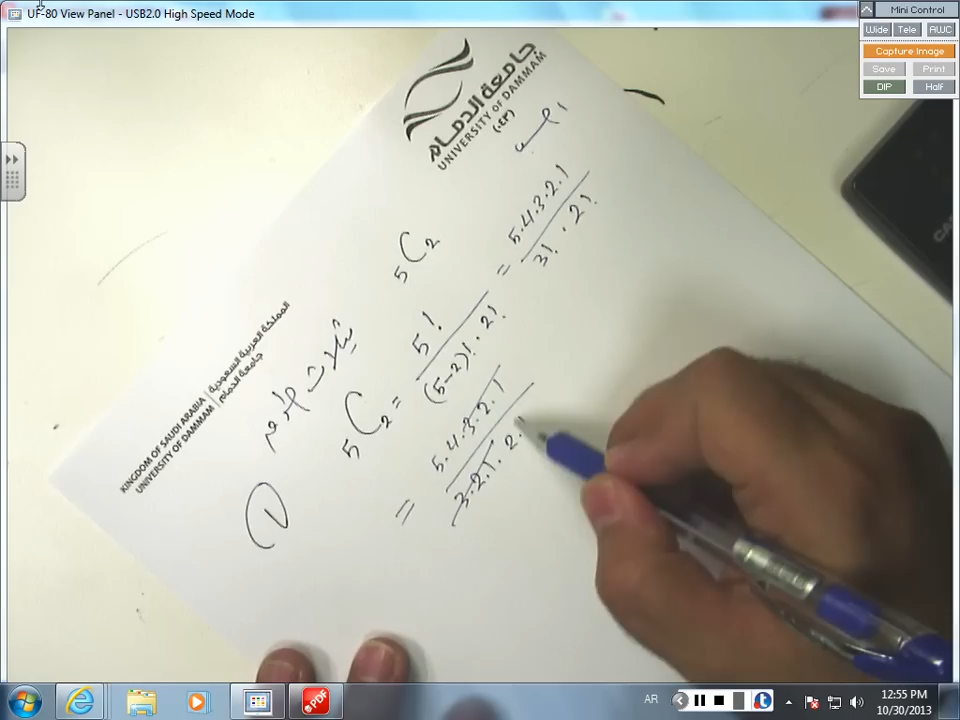 UF-80 View Panel - USB2.0 High Speed Mode
Mini Control
Wide Tele AWC
Capture Image
Save Print
DIP Half
جامعة الدمام
UNIVERSITY OF DAMMAM
المملكة العربية السعودية
جامعة الدمام
KINGDOM OF SAUDI ARABIA
UNIVERSITY OF DAMMAM
₅C₂
₅C₂ = 5! / (5-2)! · 2! = 5·4·3·2·1 / 3! · 2!
= 5·4·3·2·1 / 3·2·1·2·1
PDF
AR
12:55 PM
10/30/2013